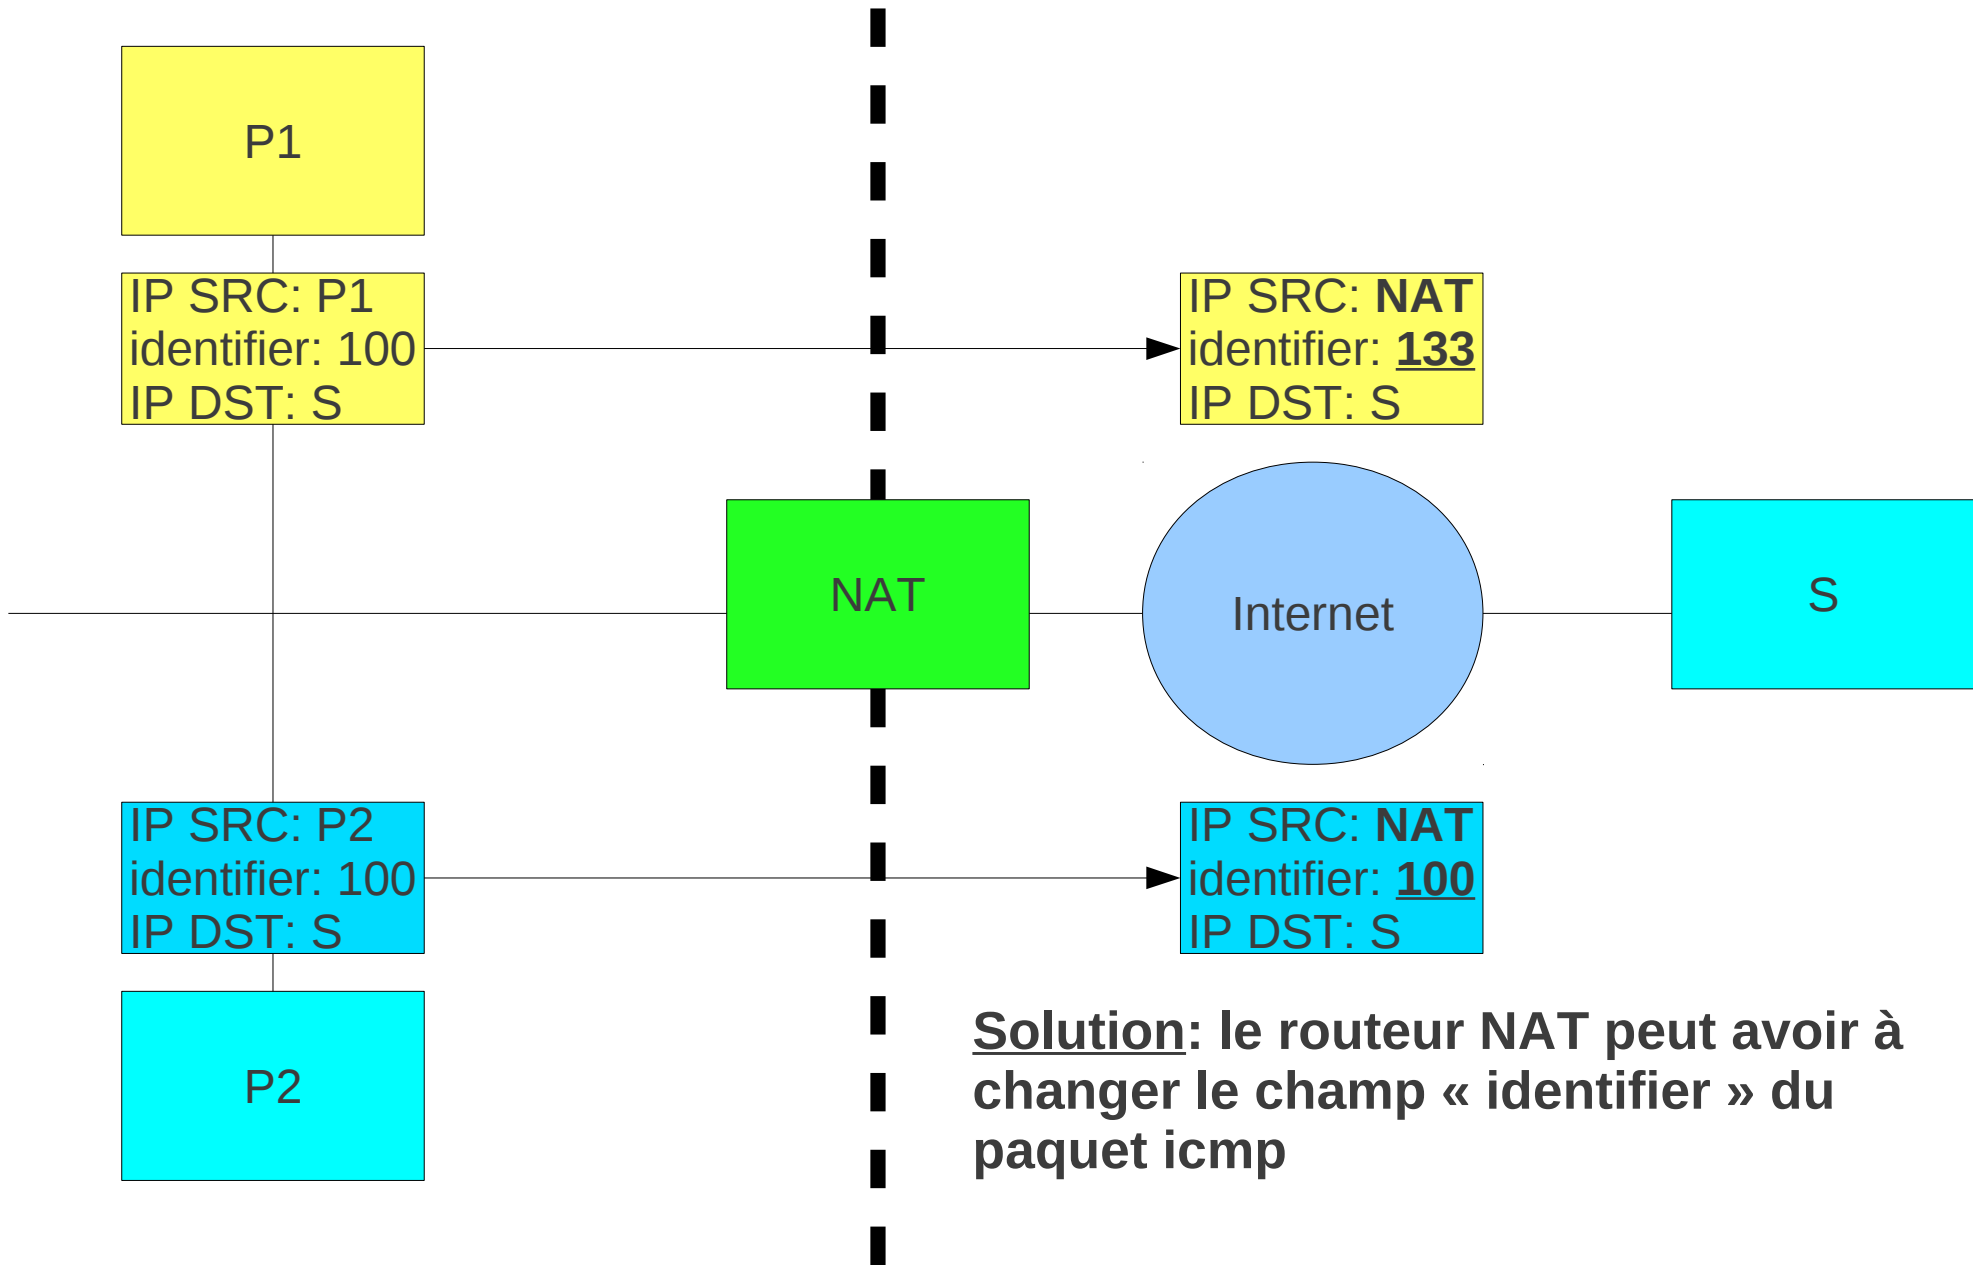 P1
IP SRC: P1
identifier: 100
IP DST: S
IP SRC: NAT
identifier: 133
IP DST: S
NAT
Internet
S
IP SRC: P2
identifier: 100
IP DST: S
IP SRC: NAT
identifier: 100
IP DST: S
P2
Solution: le routeur NAT peut avoir à
changer le champ « identifier » du
paquet icmp